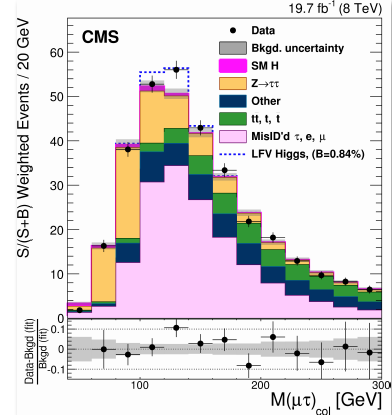 19.7 fb⁻¹ (8 TeV)
CMS
Data
Bkgd. uncertainty
SM H
Z→ττ
Other
tt̄, t, t̄
MisID'd τ, e, μ
LFV Higgs, (B=0.84%)
S/(S+B) Weighted Events / 20 GeV
60
50
40
30
20
10
0
Data-Bkgd (fit)
Bkgd (fit)
0.1
0
-0.1
100 200 300
M(μτ)col [GeV]